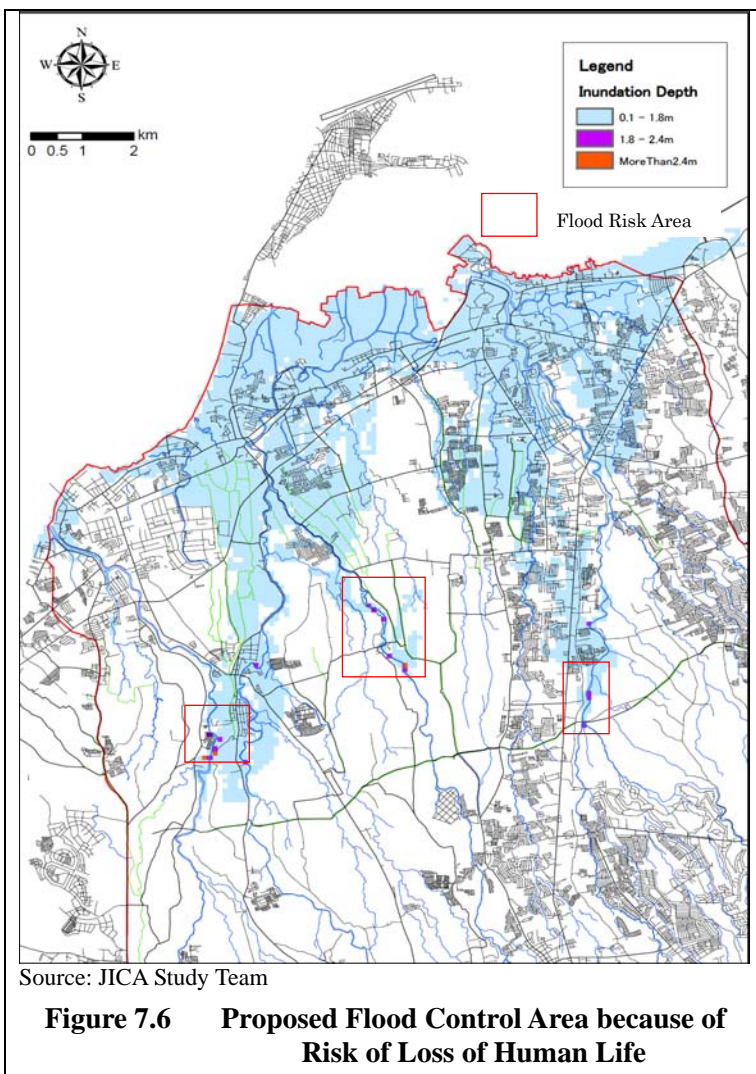 N
W E
S
km
0 0.5 1 2
Legend
Inundation Depth
0.1 - 1.8m
1.8 - 2.4m
MoreThan2.4m
Flood Risk Area
Source: JICA Study Team
Figure 7.6 Proposed Flood Control Area because of
Risk of Loss of Human Life